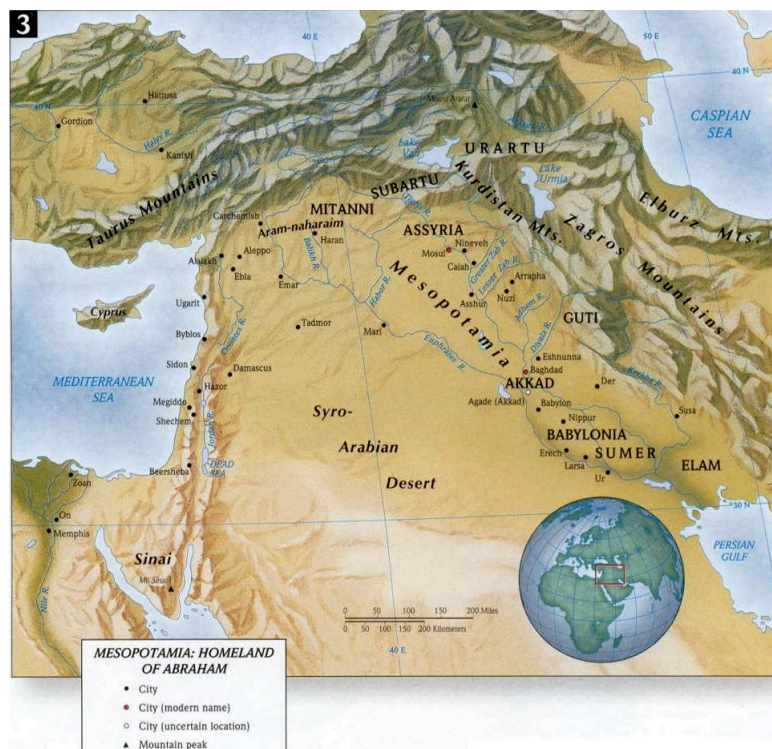 3
40 E
50 E
40 N
40 N
CASPIAN
SEA
Hattusa
Gordion
Mount Ararat
Halys R.
Kanish
Araxes R.
URARTU
Lake
Van
Lake
Urmia
Taurus Mountains
SUBARTU
Kurdistan Mts.
Elburz Mts.
Zagros Mountains
MITANNI
Tigris R.
Carchemish
Aram-naharaim
Haran
ASSYRIA
Mosul
Nineveh
Calah
Greater Zab R.
Lesser Zab R.
Alalakh
Aleppo
Ebla
Balikh R.
Emar
Habor R.
Mesopotamia
Arrapha
Nuzi
Asshur
Adhem R.
Cyprus
Ugarit
Tadmor
Mari
GUTI
Diyala R.
Byblos
Orontes R.
Euphrates R.
Eshnunna
Baghdad
Kerkha R.
MEDITERRANEAN
SEA
Sidon
Damascus
Hazor
AKKAD
Agade (Akkad)
Der
Megiddo
Shechem
Jordan R.
Syro-
Arabian
Desert
Babylon
Nippur
Susa
BABYLONIA
SUMER
Erech
Larsa
Ur
ELAM
Beersheba
DEAD
SEA
Zoan
On
Memphis
30 N
Sinai
Mt. Sinai
Nile R.
PERSIAN
GULF
0 50 100 150 200 Miles
0 50 100 150 200 Kilometers
40 E
MESOPOTAMIA: HOMELAND
OF ABRAHAM
City
City (modern name)
City (uncertain location)
Mountain peak